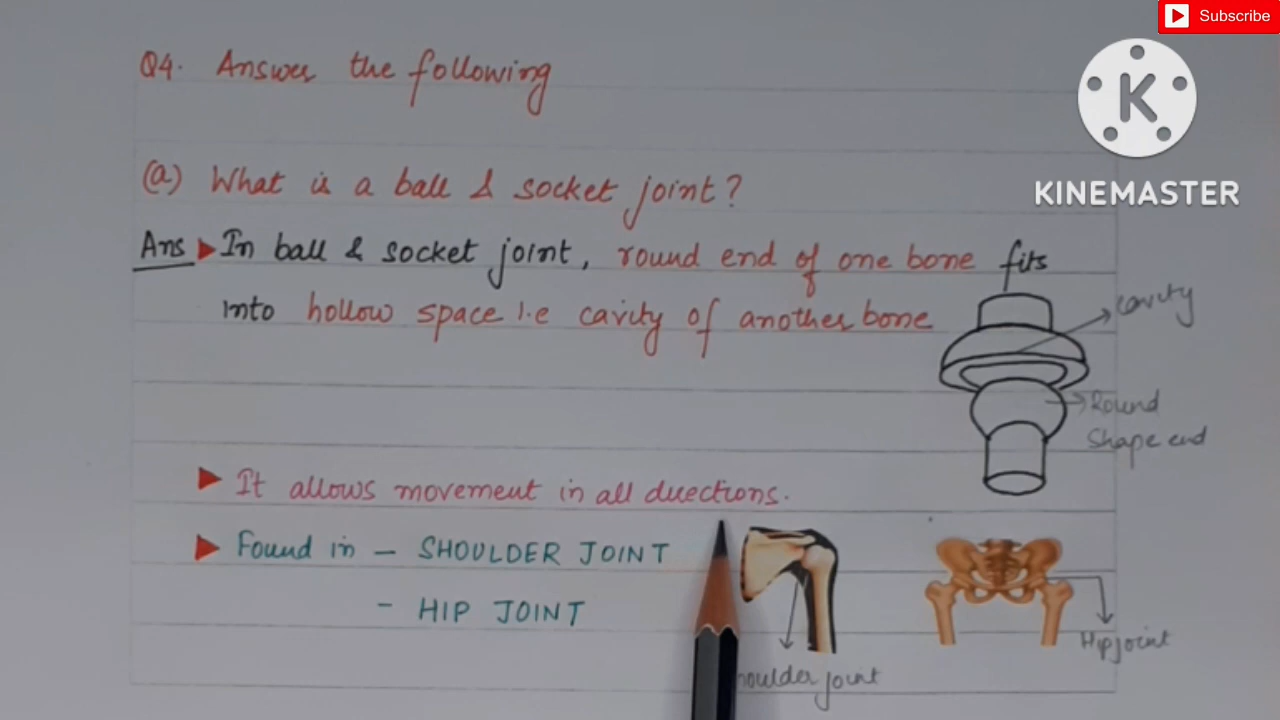 Subscribe
K
KINEMASTER
Q4. Answer the following
(a) What is a ball & socket joint?
Ans ▶ In ball & socket joint, round end of one bone fits
into hollow space i.e cavity of another bone
cavity
Round
Shape end
▶ It allows movement in all directions.
▶ Found in – SHOULDER JOINT
- HIP JOINT
Hip joint
houlder joint